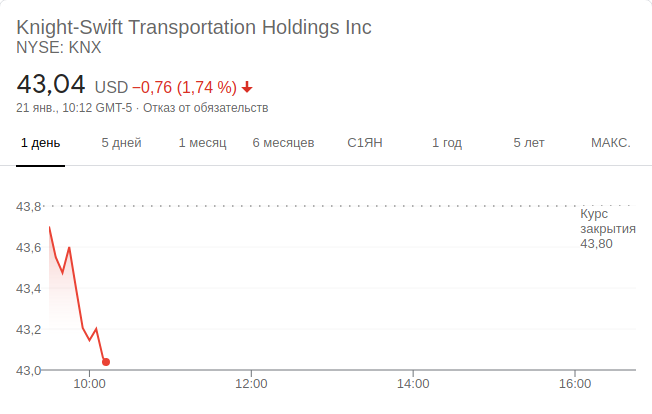 Knight-Swift Transportation Holdings Inc
NYSE: KNX
43,04 USD −0,76 (1,74 %)
21 янв., 10:12 GMT-5 · Отказ от обязательств
1 день 5 дней 1 месяц 6 месяцев С1ЯН 1 год 5 лет МАКС.
43,8
Курс
закрытия
43,80
43,6
43,4
43,2
43,0
10:00 12:00 14:00 16:00